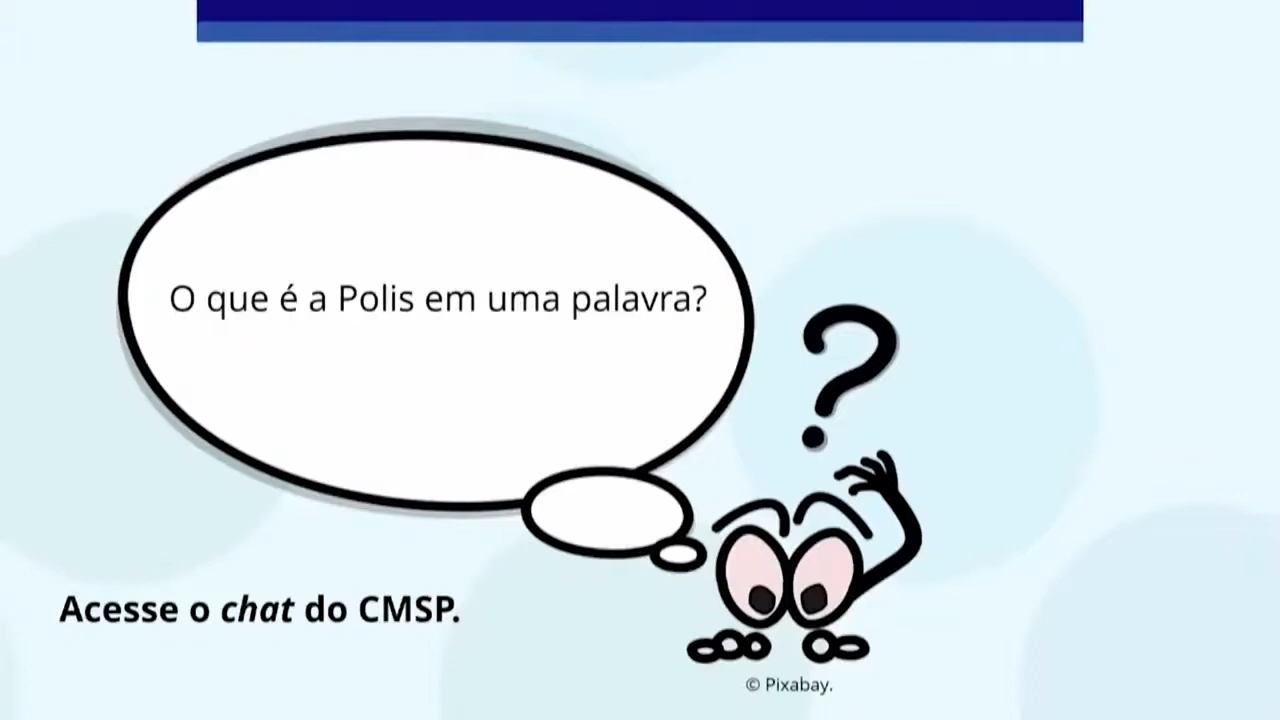 O que é a Polis em uma palavra?
Acesse o chat do CMSP.
© Pixabay.